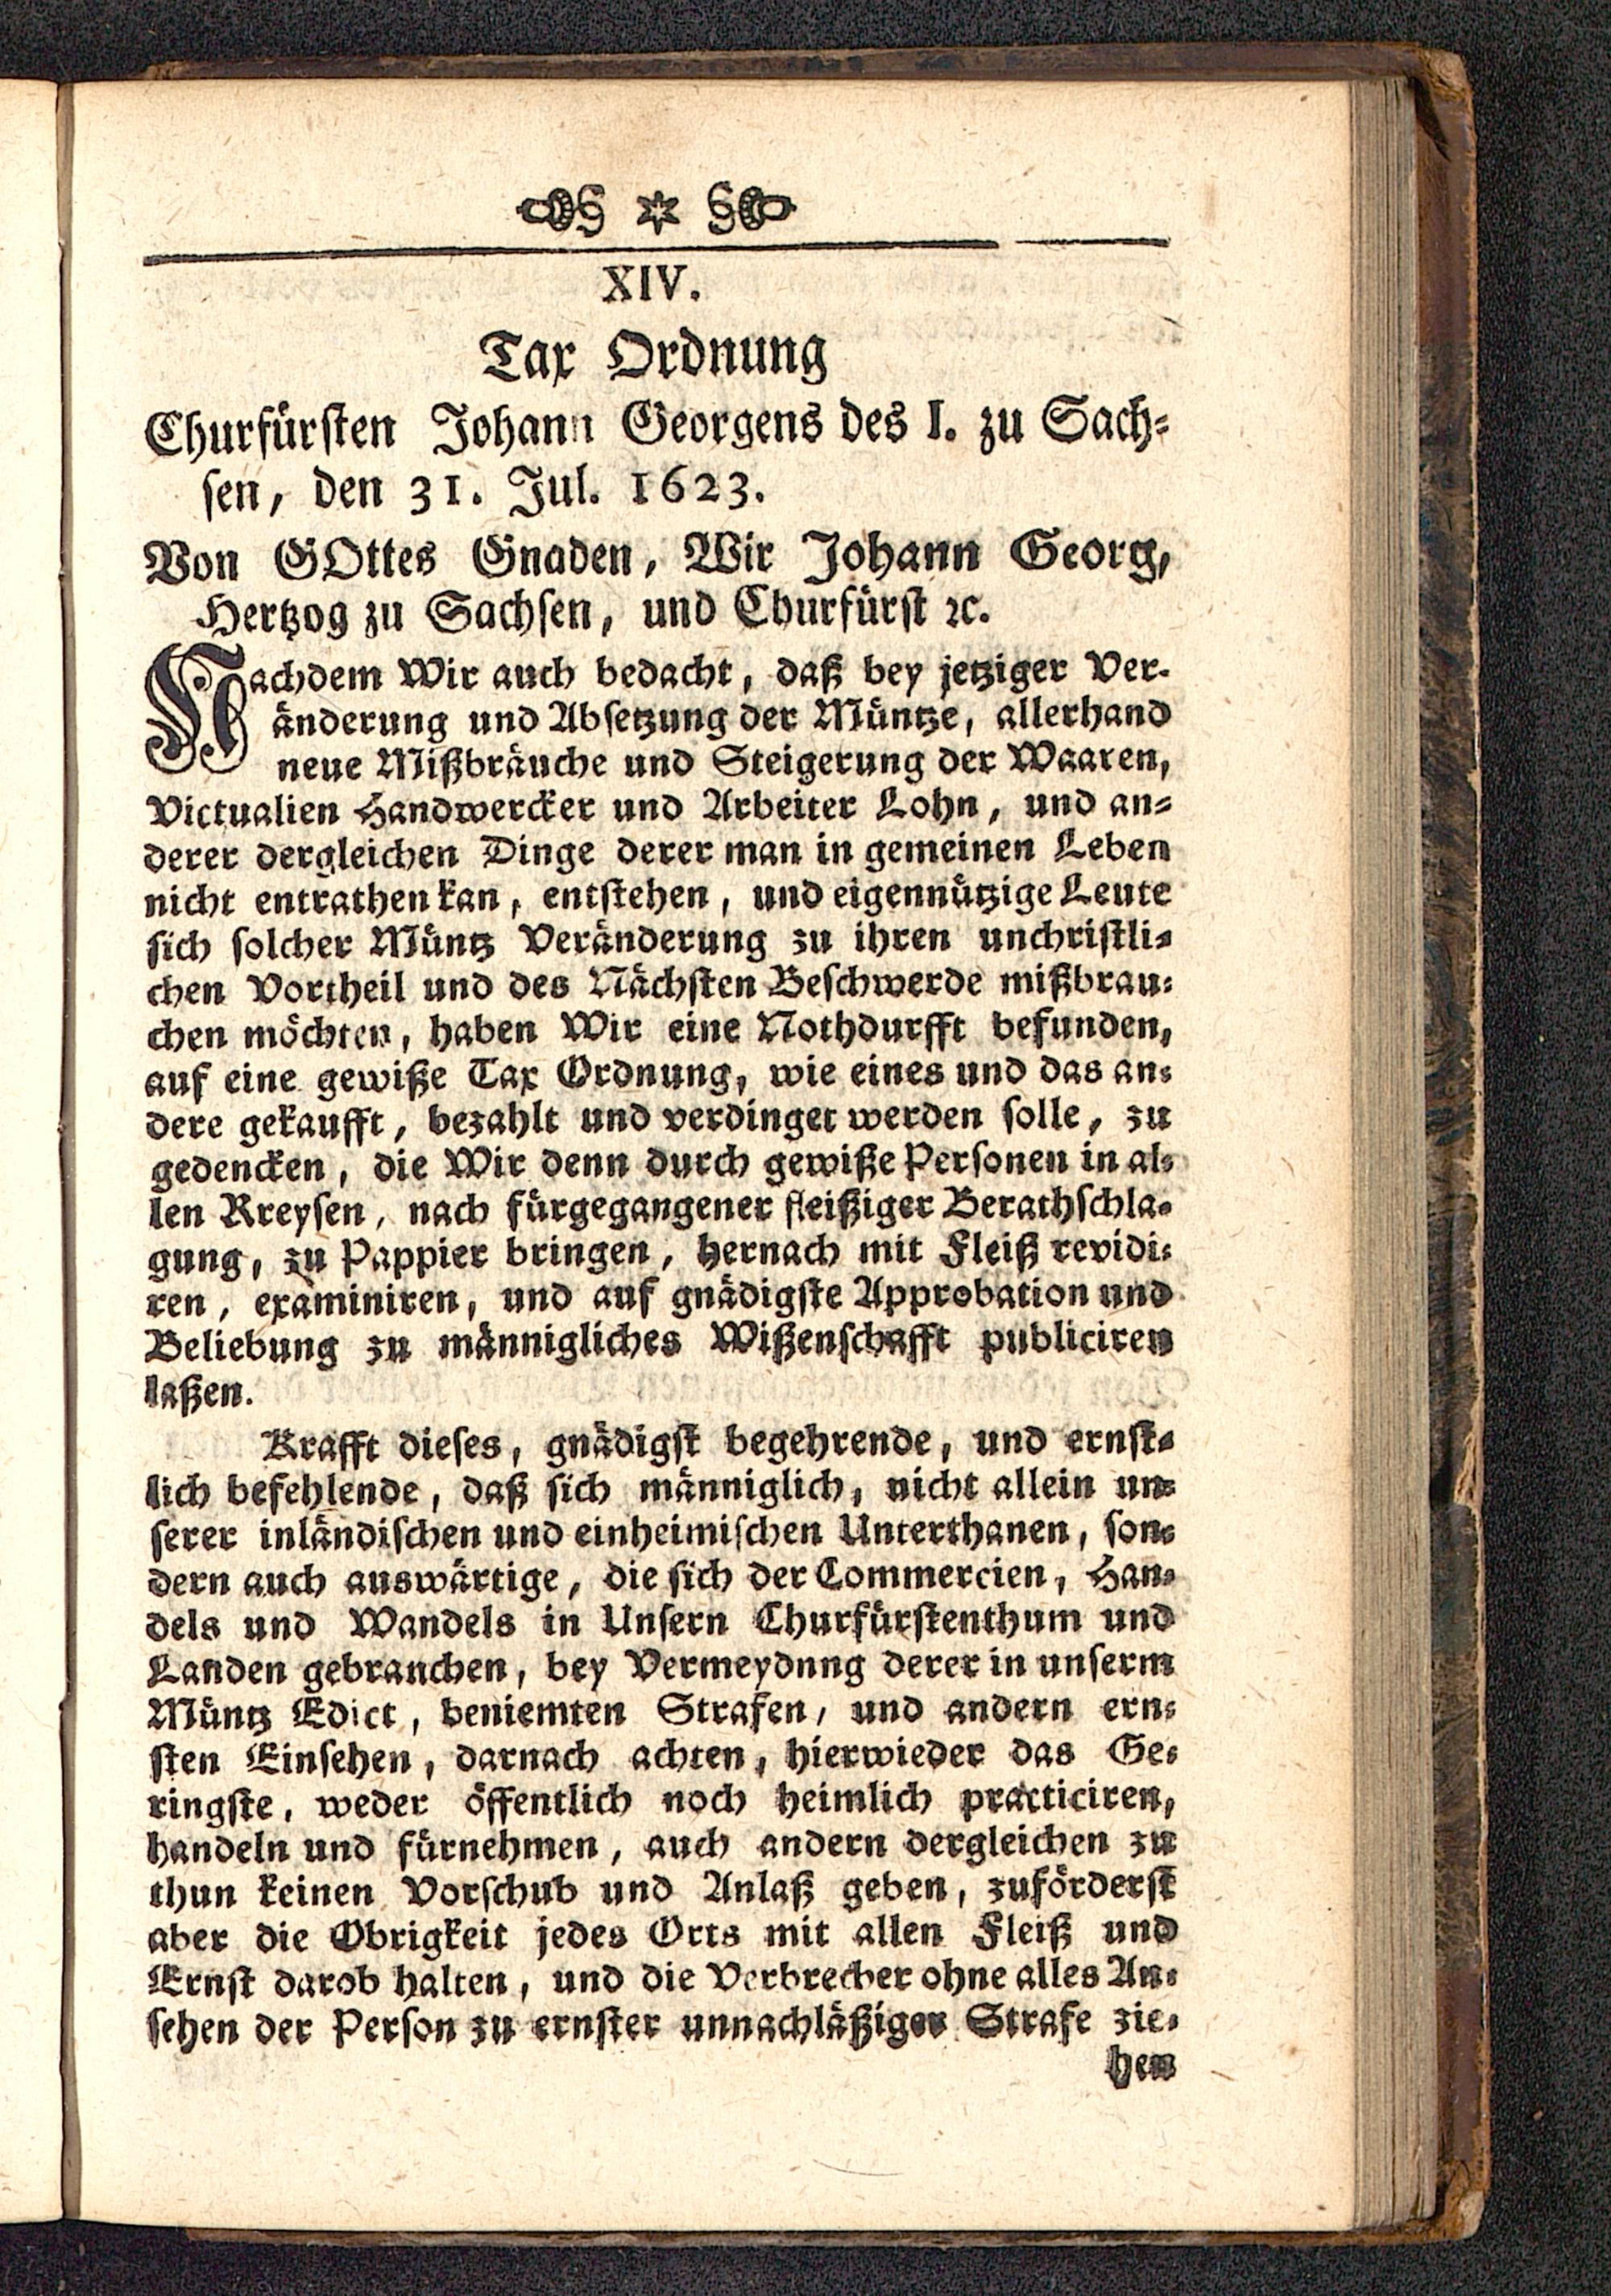 XIV.
Tax Ordnung
Churfürsten Johann Georgens des I. zu Sach-
sen, den 31. Jul. 1623.
Von GOttes Gnaden, Wir Johann Georg,
Hertzog zu Sachsen, und Churfürst ꝛc.
Nachdem Wir auch bedacht, daß bey jetziger Ver-
änderung und Absetzung der Müntze, allerhand
neue Mißbräuche und Steigerung der Waaren,
Victualien Handwercker und Arbeiter Lohn, und an-
derer dergleichen Dinge derer man in gemeinen Leben
nicht entrathen kan, entstehen, und eigennützige Leute
sich solcher Müntz Veränderung zu ihren unchristli-
chen Vortheil und des Nächsten Beschwerde mißbrau-
chen möchten, haben Wir eine Nothdurfft befunden,
auf eine gewiße Tax Ordnung, wie eines und das an-
dere gekaufft, bezahlt und verdinget werden solle, zu
gedencken, die Wir denn durch gewiße Personen in al-
len Kreysen, nach fürgegangener fleißiger Berathschla-
gung, zu Pappier bringen, hernach mit Fleiß revidi-
ren, examiniren, und auf gnädigste Approbation und
Beliebung zu männigliches Wißenschafft publiciren
laßen.
Krafft dieses, gnädigst begehrende, und ernst-
lich befehlende, daß sich männiglich, nicht allein un-
serer inländischen und einheimischen Unterthanen, son-
dern auch auswärtige, die sich der Commercien, Han-
dels und Wandels in Unsern Churfürstenthum und
Landen gebranchen, bey Vermeydnng derer in unserm
Müntz Edict, beniemten Strafen, und andern ern-
sten Einsehen, darnach achten, hierwieder das Ge-
ringste, weder öffentlich noch heimlich practiciren,
handeln und fürnehmen, auch andern dergleichen zu
thun keinen Vorschub und Anlaß geben, zuförderst
aber die Obrigkeit jedes Orts mit allen Fleiß und
Ernst darob halten, und die Verbrecher ohne alles An-
sehen der Person zu ernster unnachläßiger Strafe zie-
hen